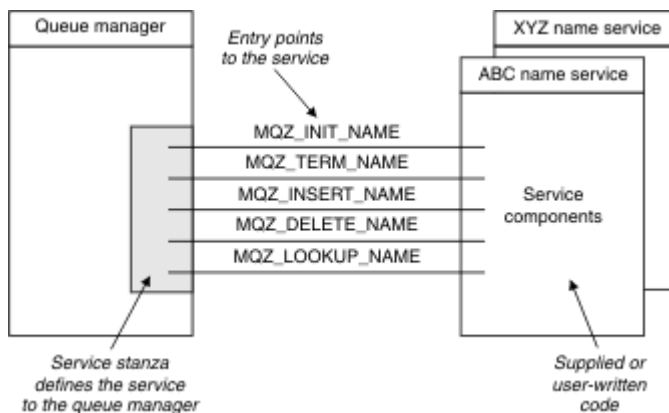 Queue manager
Entry points
to the service
XYZ name service
ABC name service
MQZ_INIT_NAME
MQZ_TERM_NAME
MQZ_INSERT_NAME
MQZ_DELETE_NAME
MQZ_LOOKUP_NAME
Service
components
Service stanza
defines the service
to the queue manager
Supplied or
user-written
code